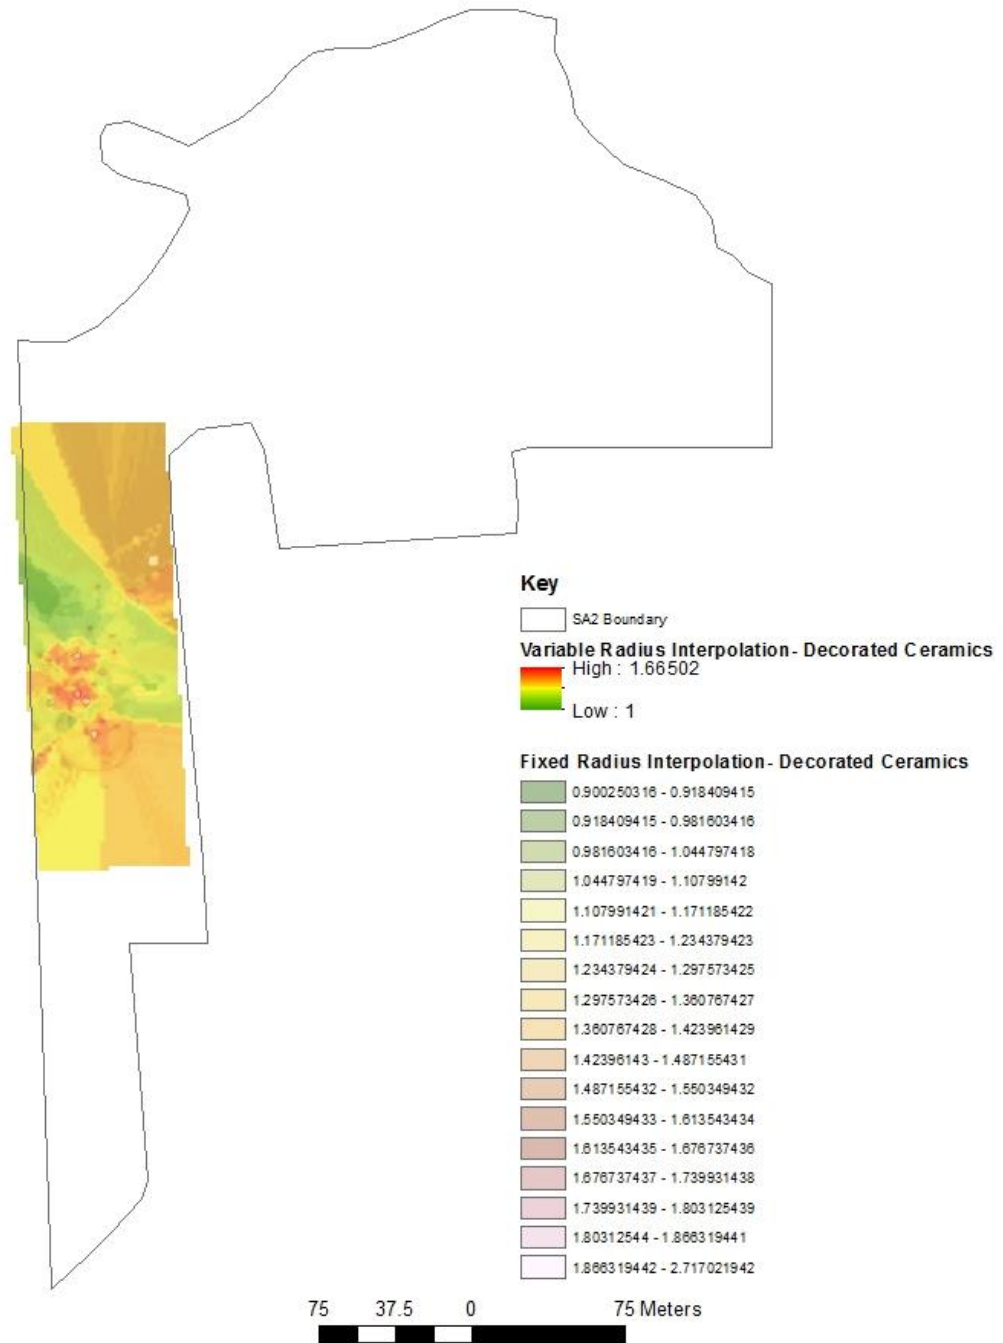 Key
SA2 Boundary
Variable Radius Interpolation - Decorated Ceramics
High : 1.66502
Low : 1
Fixed Radius Interpolation - Decorated Ceramics
0.900250316 - 0.918409415
0.918409415 - 0.981603416
0.981603416 - 1.044797418
1.044797419 - 1.10799142
1.107991421 - 1.171185422
1.171185423 - 1.234379423
1.234379424 - 1.297573425
1.297573426 - 1.360767427
1.360767428 - 1.423961429
1.42396143 - 1.487155431
1.487155432 - 1.550349432
1.550349433 - 1.613543434
1.613543435 - 1.676737436
1.676737437 - 1.739931438
1.739931439 - 1.803125439
1.80312544 - 1.866319441
1.866319442 - 2.717021942
75 37.5 0 75 Meters